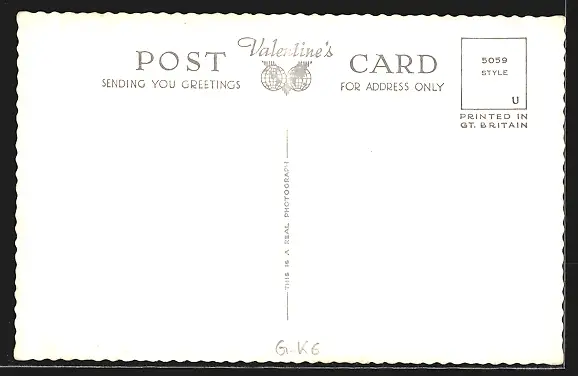 Valentine's
POST CARD
SENDING YOU GREETINGS
FOR ADDRESS ONLY
5059
STYLE
U
PRINTED IN
GT. BRITAIN
THIS IS A REAL PHOTOGRAPH
G-K6